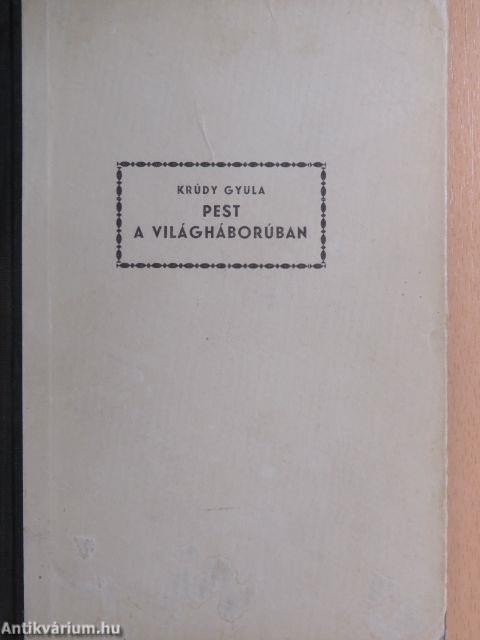 KRÚDY GYULA
PEST
A VILÁGHÁBORÚBAN
Antikvárium.hu